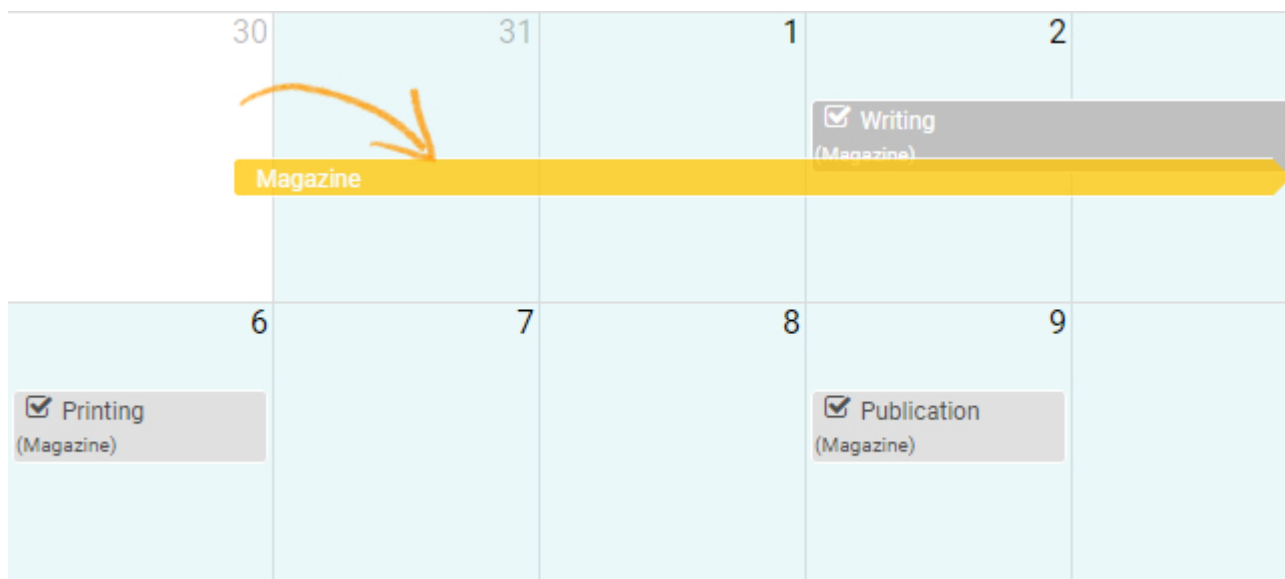 30 31 1 2
Writing
(Magazine)
Magazine
6 7 8 9
Printing Publication
(Magazine) (Magazine)